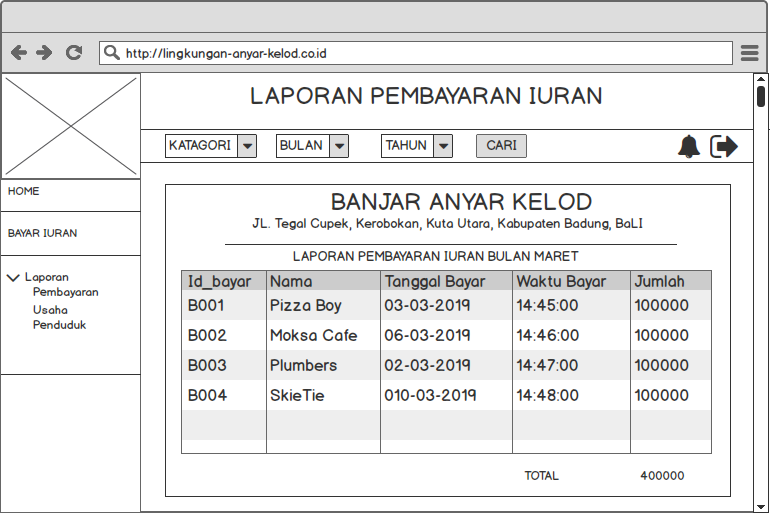 http://lingkungan-anyar-kelod.co.id
LAPORAN PEMBAYARAN IURAN
KATAGORI BULAN TAHUN CARI
HOME
BAYAR IURAN
Laporan
Pembayaran
Usaha
Penduduk
BANJAR ANYAR KELOD
JL. Tegal Cupek, Kerobokan, Kuta Utara, Kabupaten Badung, BaLI
LAPORAN PEMBAYARAN IURAN BULAN MARET
Id_bayar Nama Tanggal Bayar Waktu Bayar Jumlah
B001 Pizza Boy 03-03-2019 14:45:00 100000
B002 Moksa Cafe 06-03-2019 14:46:00 100000
B003 Plumbers 02-03-2019 14:47:00 100000
B004 SkieTie 010-03-2019 14:48:00 100000
TOTAL 400000